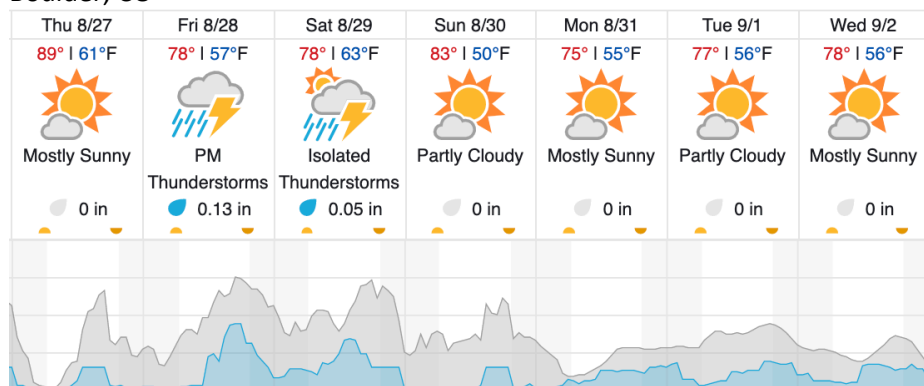 Thu 8/27 Fri 8/28 Sat 8/29 Sun 8/30 Mon 8/31 Tue 9/1 Wed 9/2
89° | 61°F 78° | 57°F 78° | 63°F 83° | 50°F 75° | 55°F 77° | 56°F 78° | 56°F
Mostly Sunny PM Isolated Partly Cloudy Mostly Sunny Partly Cloudy Mostly Sunny
Thunderstorms Thunderstorms
0 in 0.13 in 0.05 in 0 in 0 in 0 in 0 in